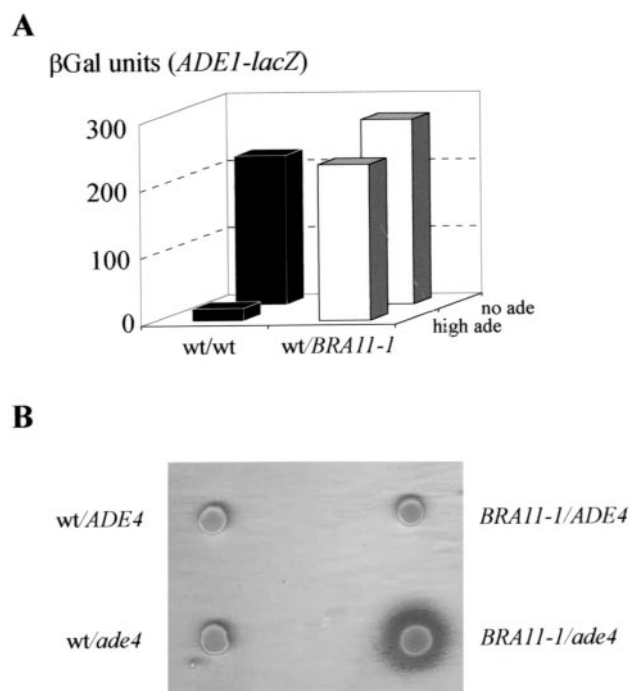 A
βGal units (ADE1-lacZ)
300
200
100
0
no ade
high ade
wt/wt
wt/BRA11-1
B
wt/ADE4
BRA11-1/ADE4
wt/ade4
BRA11-1/ade4